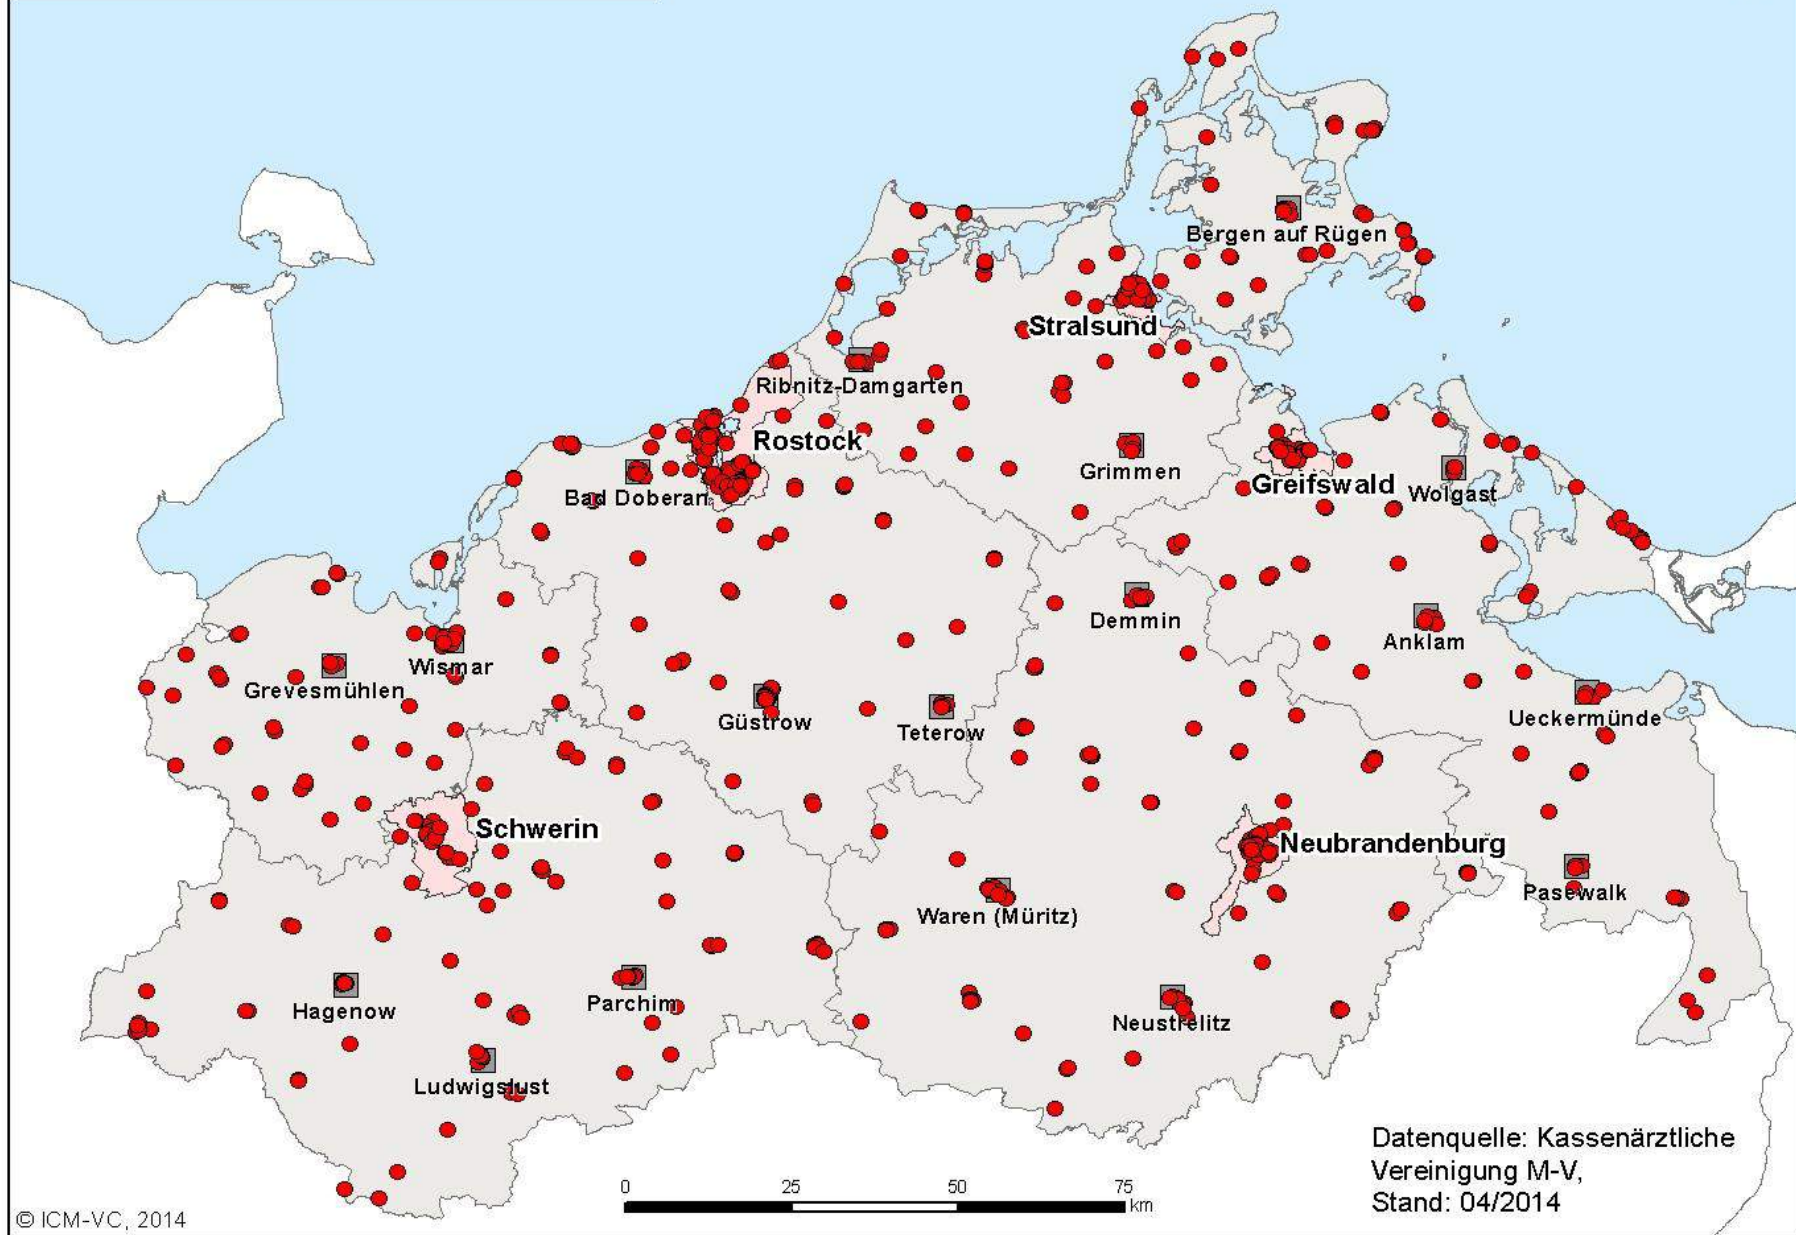 Bergen auf Rügen
Stralsund
Ribnitz-Damgarten
Rostock
Grimmen
Greifswald
Wolgast
Bad Doberan
Demmin
Anklam
Wismar
Grevesmühlen
Güstrow
Teterow
Ueckermünde
Schwerin
Neubrandenburg
Pasewalk
Waren (Müritz)
Hagenow
Parchim
Neustrelitz
Ludwigslust
Datenquelle: Kassenärztliche
Vereinigung M-V,
Stand: 04/2014
0 25 50 75
km
© ICM-VC, 2014